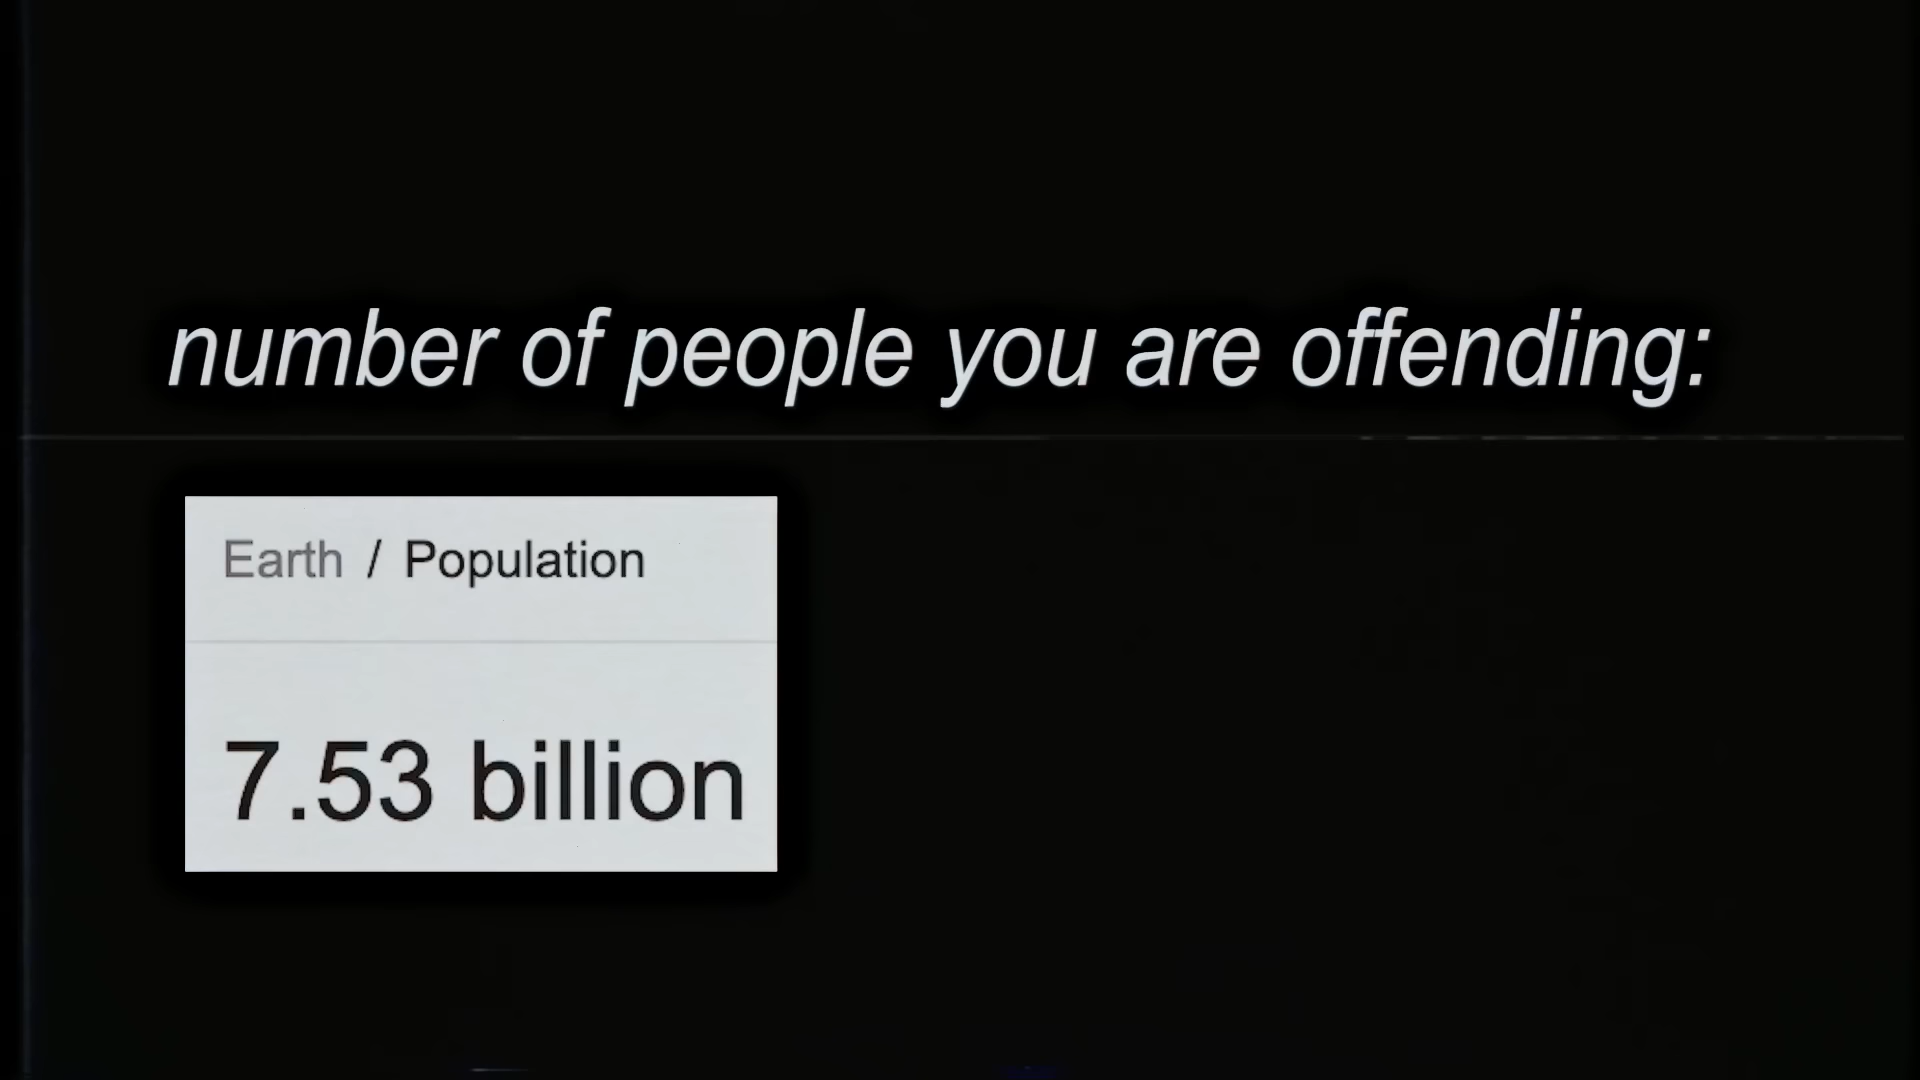 number of people you are offending:
Earth / Population
7.53 billion